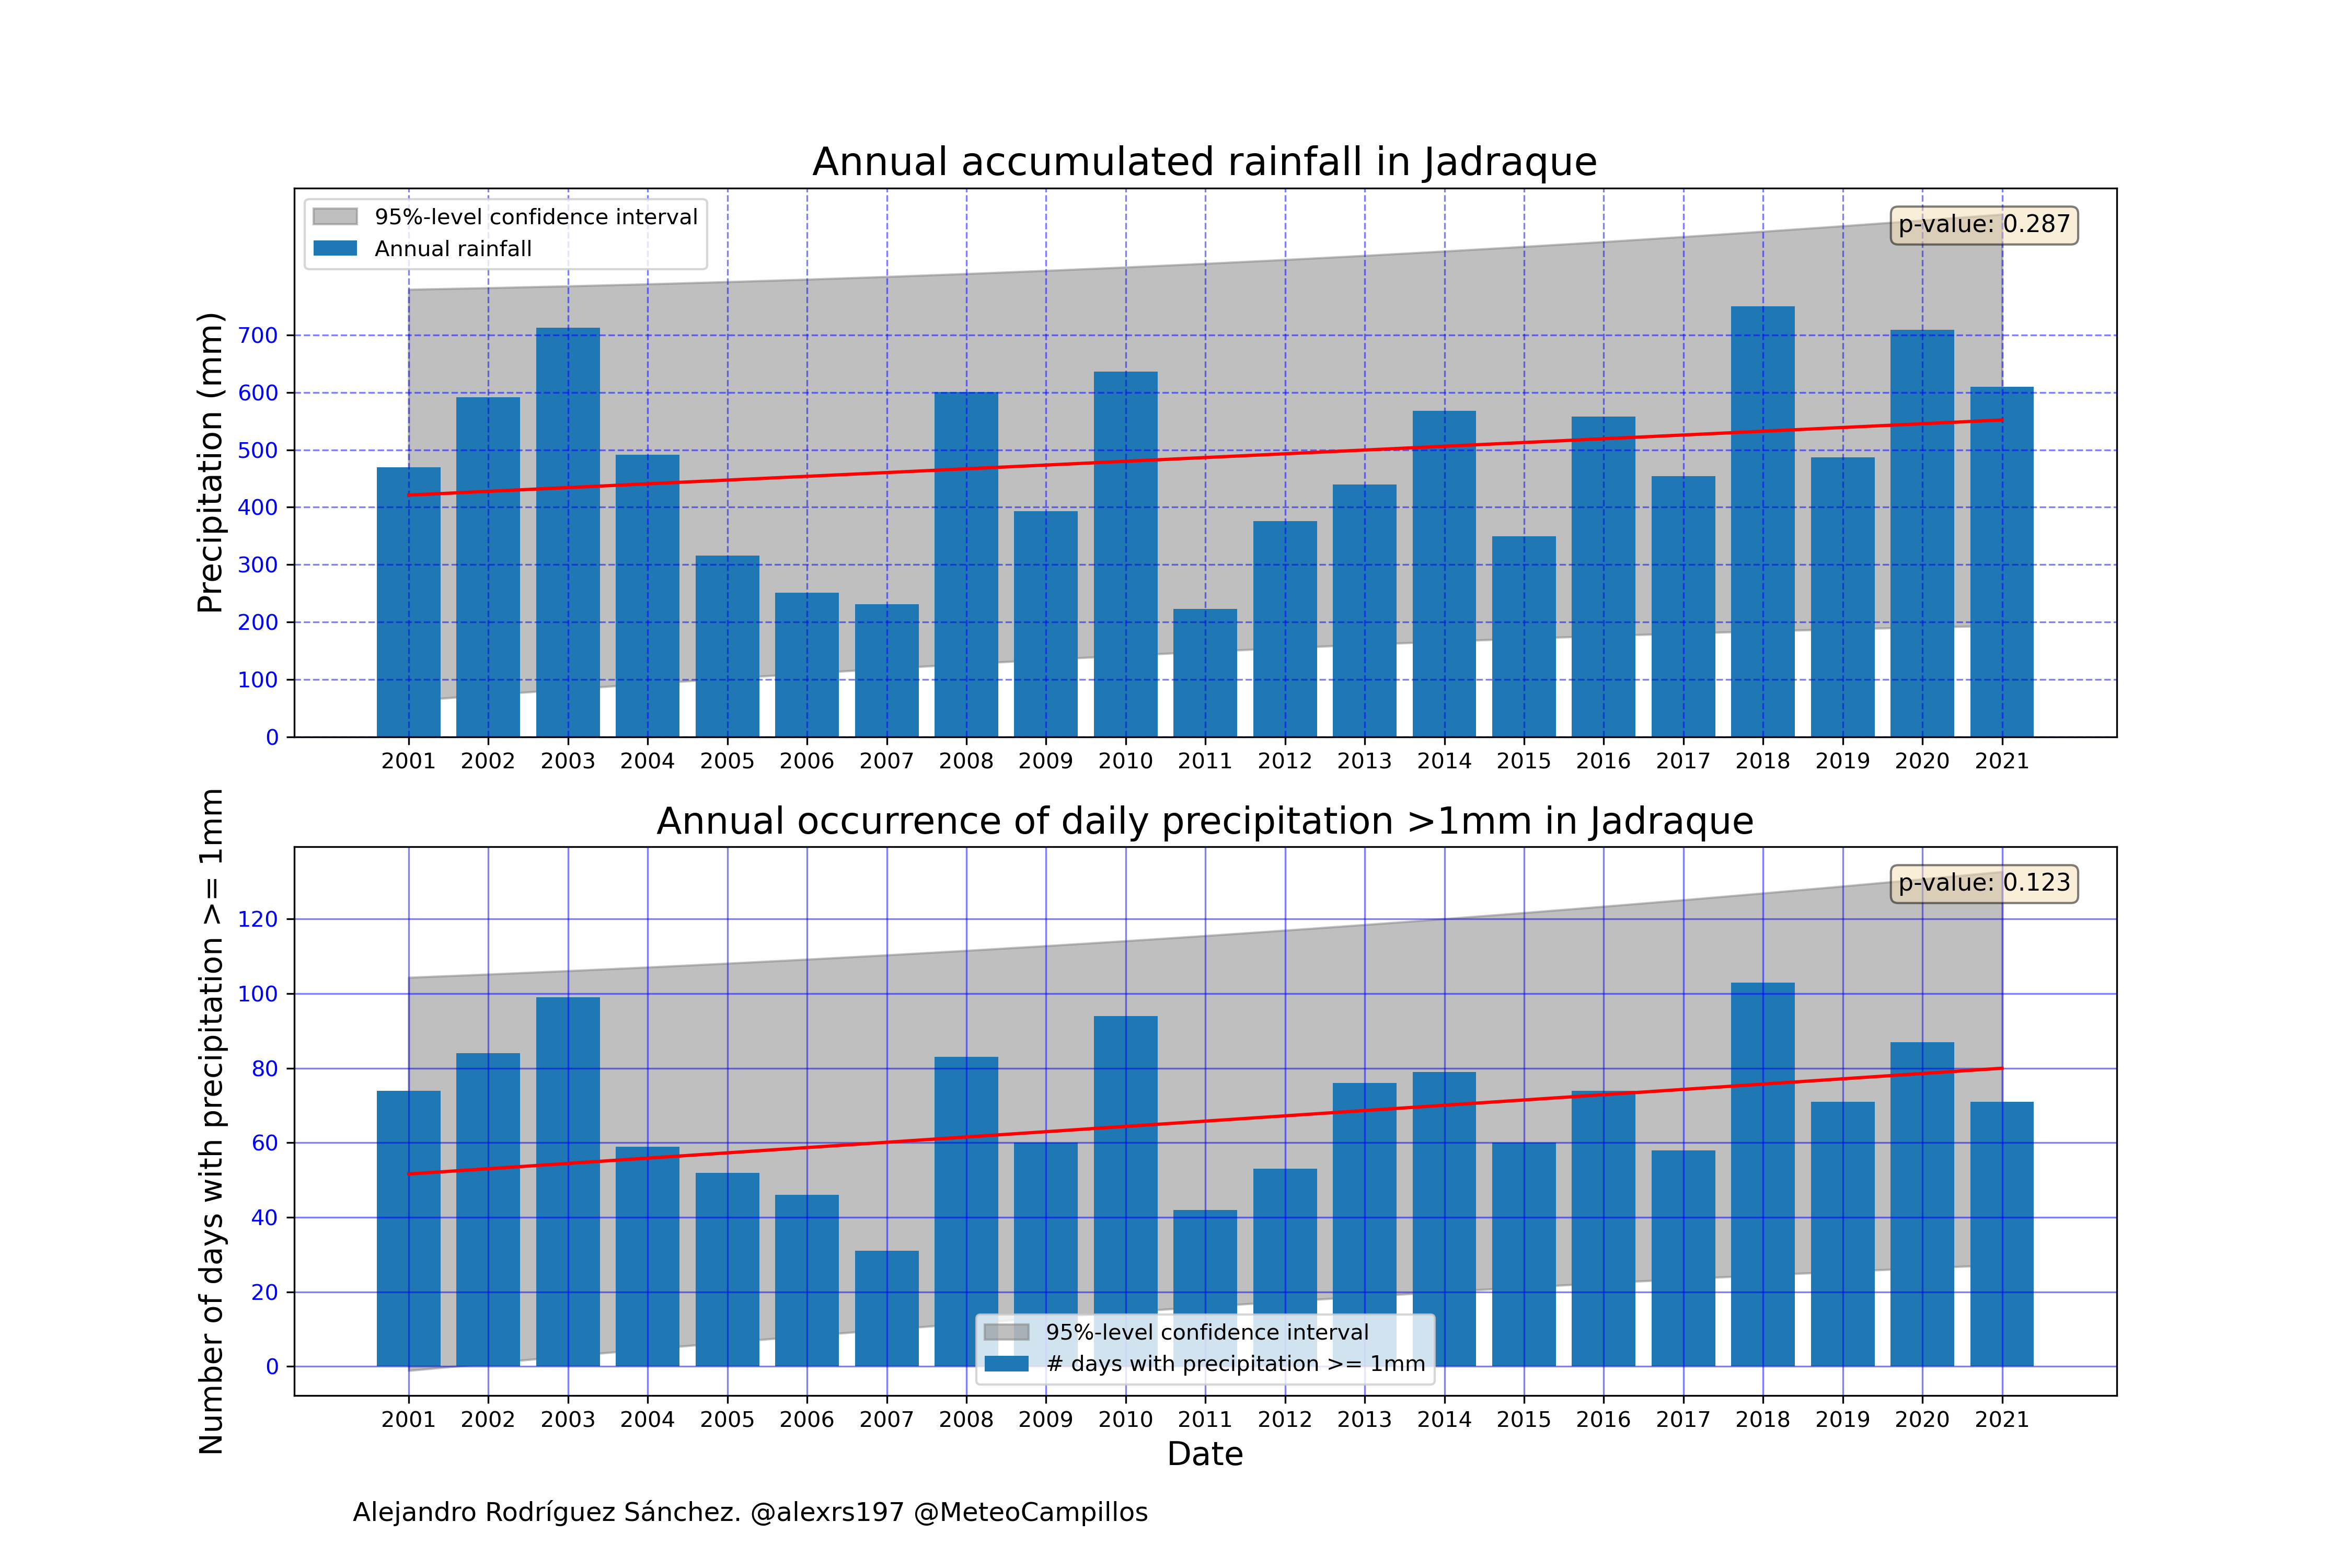 Annual accumulated rainfall in Jadraque
95%-level confidence interval
Annual rainfall
p-value: 0.287
Precipitation (mm)
700
600
500
400
300
200
100
0
2001 2002 2003 2004 2005 2006 2007 2008 2009 2010 2011 2012 2013 2014 2015 2016 2017 2018 2019 2020 2021
Annual occurrence of daily precipitation >1mm in Jadraque
p-value: 0.123
Number of days with precipitation >= 1mm
120
100
80
60
40
20
0
95%-level confidence interval
# days with precipitation >= 1mm
2001 2002 2003 2004 2005 2006 2007 2008 2009 2010 2011 2012 2013 2014 2015 2016 2017 2018 2019 2020 2021
Date
Alejandro Rodríguez Sánchez. @alexrs197 @MeteoCampillos